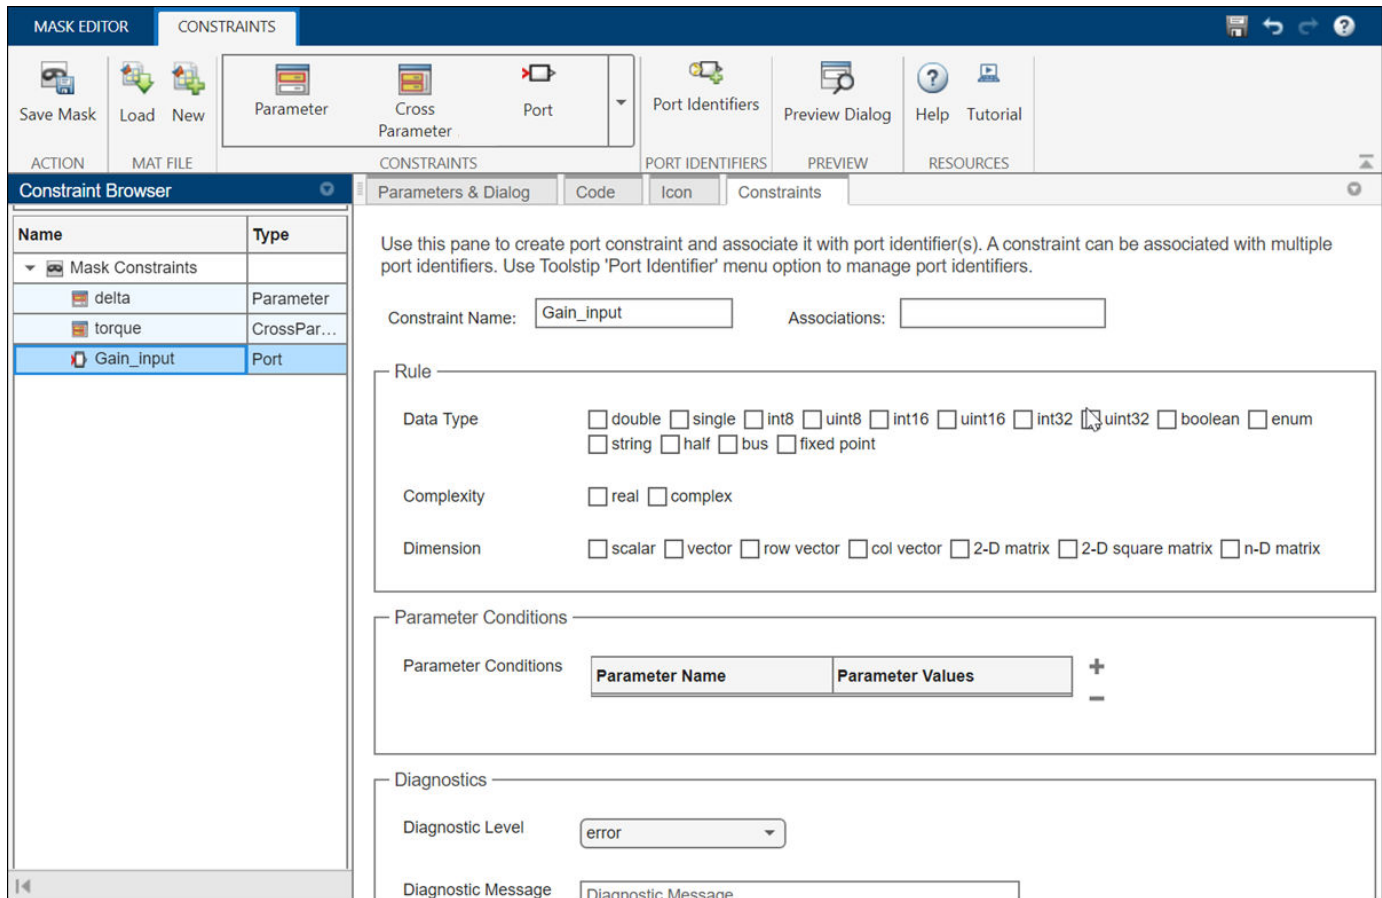 MASK EDITOR CONSTRAINTS
Save Mask Load New Parameter Cross Parameter Port Port Identifiers Preview Dialog Help Tutorial
ACTION MAT FILE CONSTRAINTS PORT IDENTIFIERS PREVIEW RESOURCES
Constraint Browser
Parameters & Dialog Code Icon Constraints
Name Type
Mask Constraints
delta Parameter
torque CrossPar...
Gain_input Port
Use this pane to create port constraint and associate it with port identifier(s). A constraint can be associated with multiple
port identifiers. Use Toolstip 'Port Identifier' menu option to manage port identifiers.
Constraint Name: Gain_input Associations:
Rule
Data Type double single int8 uint8 int16 uint16 int32 uint32 boolean enum
string half bus fixed point
Complexity real complex
Dimension scalar vector row vector col vector 2-D matrix 2-D square matrix n-D matrix
Parameter Conditions
Parameter Conditions Parameter Name Parameter Values
Diagnostics
Diagnostic Level error
Diagnostic Message Diagnostic Message